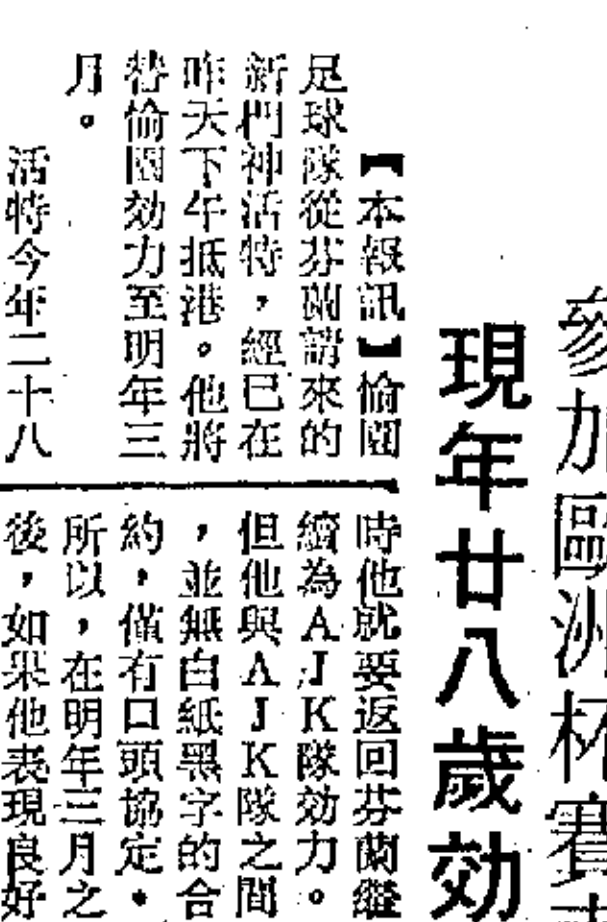 參加歐洲杯賽
現年廿八歲効
【本報訊】愉園
足球隊從芬蘭請來的
新門神活特，經巳在
昨天下午抵港。他將
替愉園効力至明年三
月。
活特今年二十八
時他就要返回芬蘭繼
續為AJK隊効力。
但他與AJK隊之間
，並無白紙黑字的合
約，僅有口頭協定。
所以，在明年三月之
後，如果他表現良好